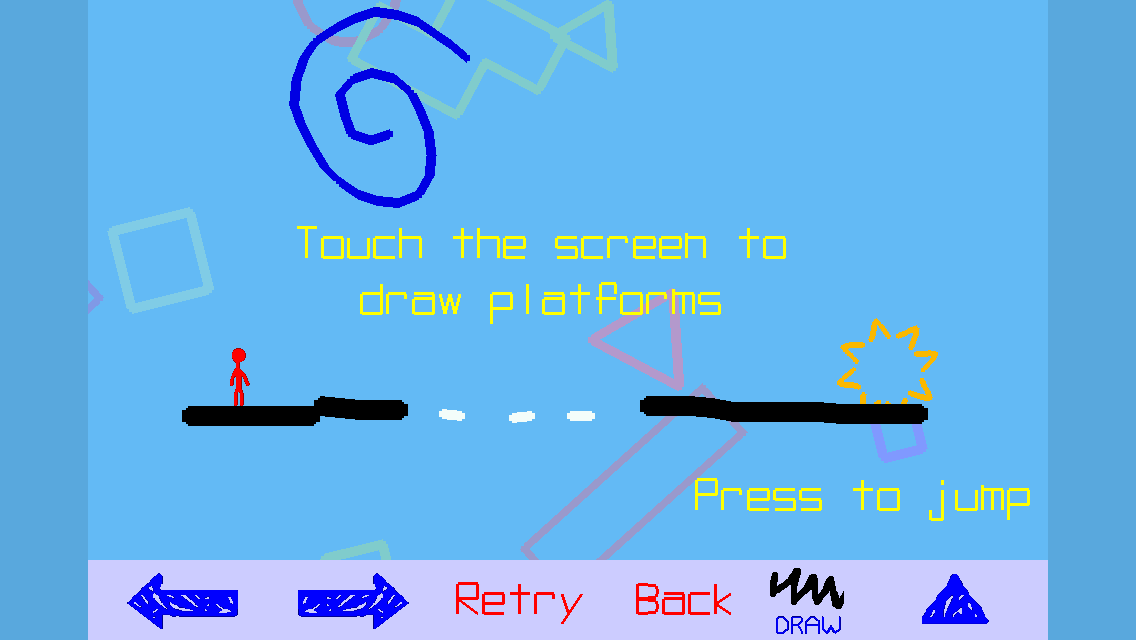 Touch the screen to
draw platforms
Press to jump
Retry
Back
DRAW